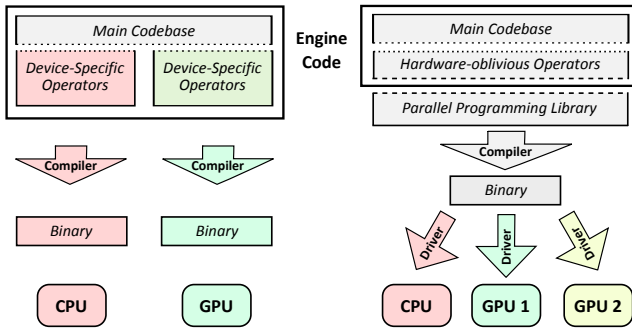 Main Codebase
Device-Specific
Operators
Device-Specific
Operators
Compiler
Compiler
Binary
Binary
CPU
GPU
Engine
Code
Main Codebase
Hardware-oblivious Operators
Parallel Programming Library
Compiler
Binary
Driver
Driver
Driver
CPU
GPU 1
GPU 2